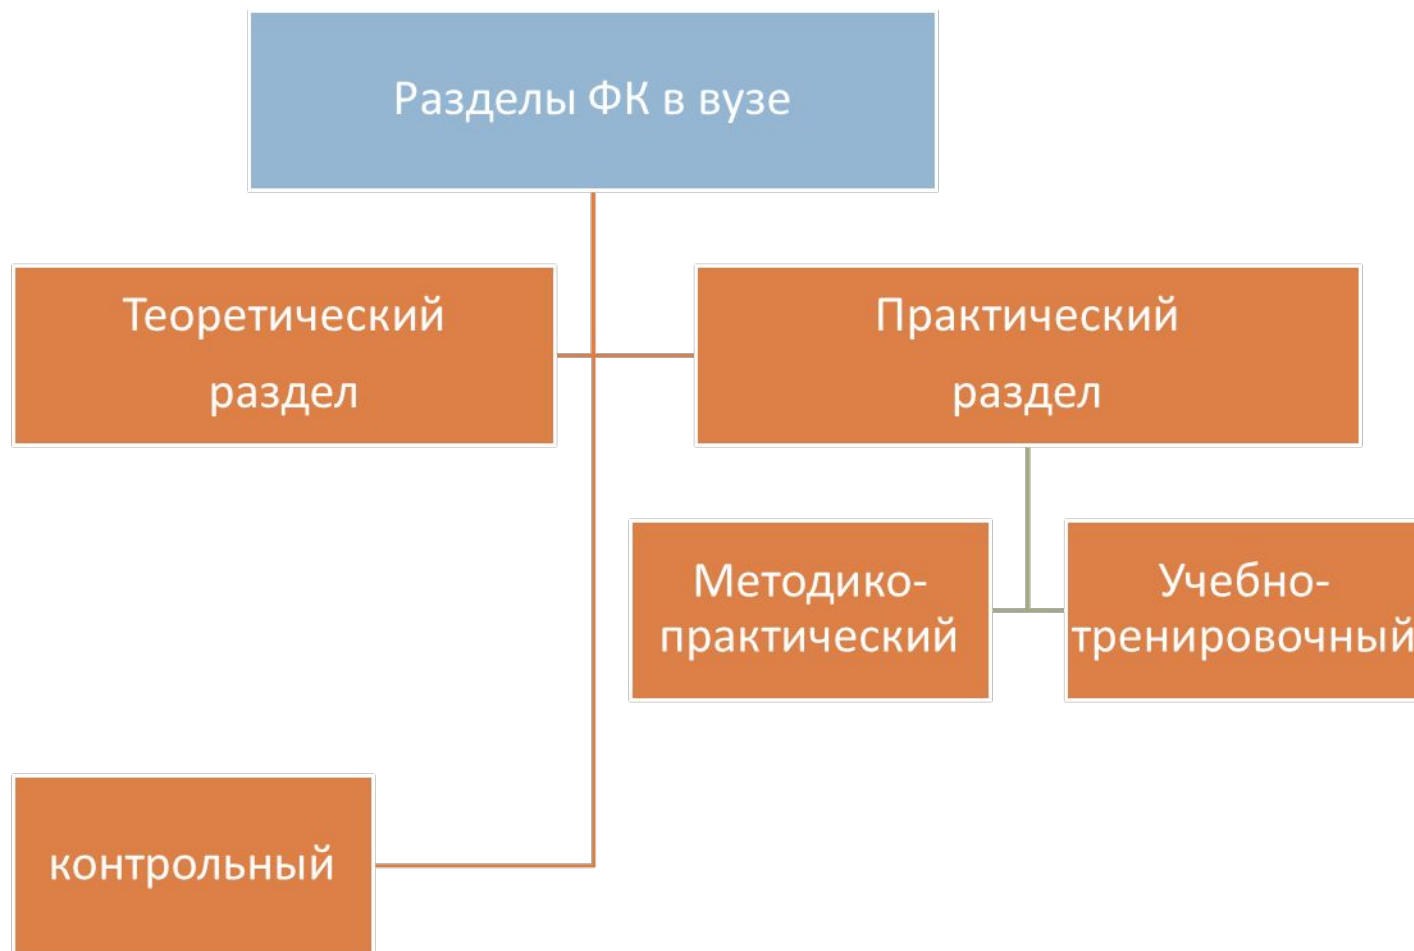 Разделы ФК в вузе
Теоретический
раздел
Практический
раздел
Методико-
практический
Учебно-
тренировочный
контрольный